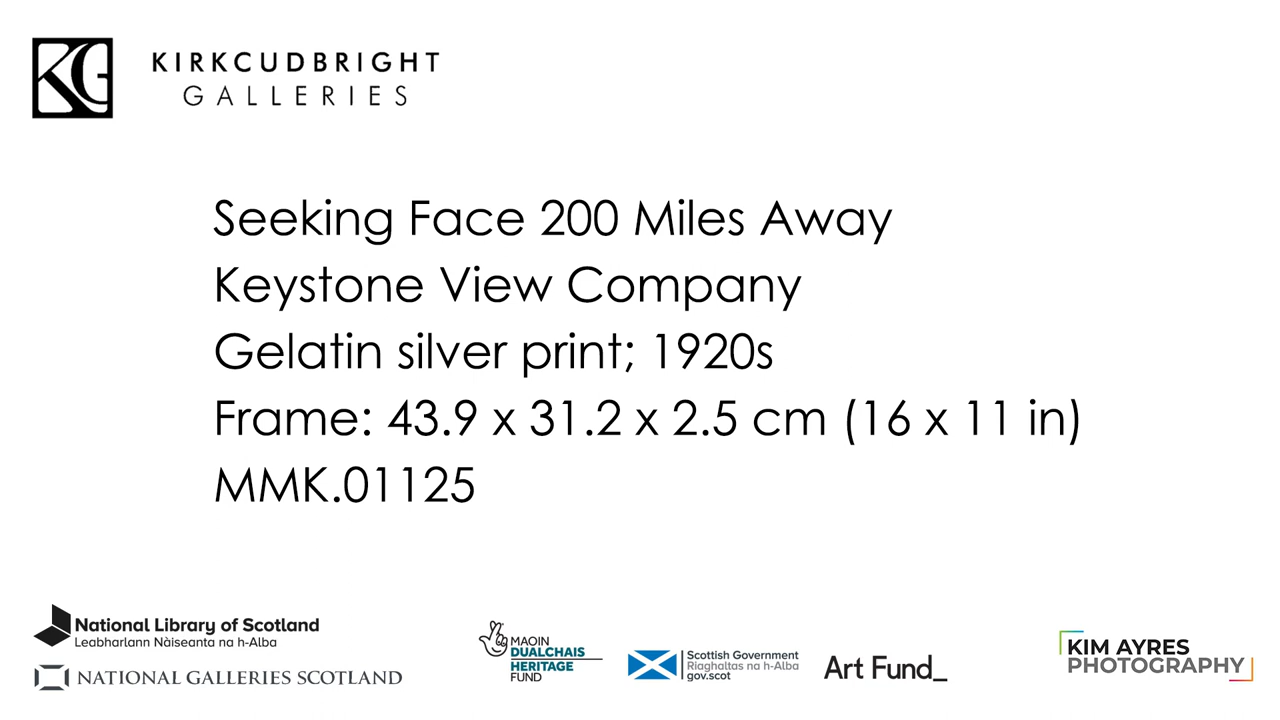 KIRKCUDBRIGHT
GALLERIES
Seeking Face 200 Miles Away
Keystone View Company
Gelatin silver print; 1920s
Frame: 43.9 x 31.2 x 2.5 cm (16 x 11 in)
MMK.01125
National Library of Scotland
Leabharlann Nàiseanta na h-Alba
NATIONAL GALLERIES SCOTLAND
MAOIN
DUALCHAIS
HERITAGE
FUND
Scottish Government
Riaghaltas na h-Alba
gov.scot
Art Fund_
KIM AYRES
PHOTOGRAPHY